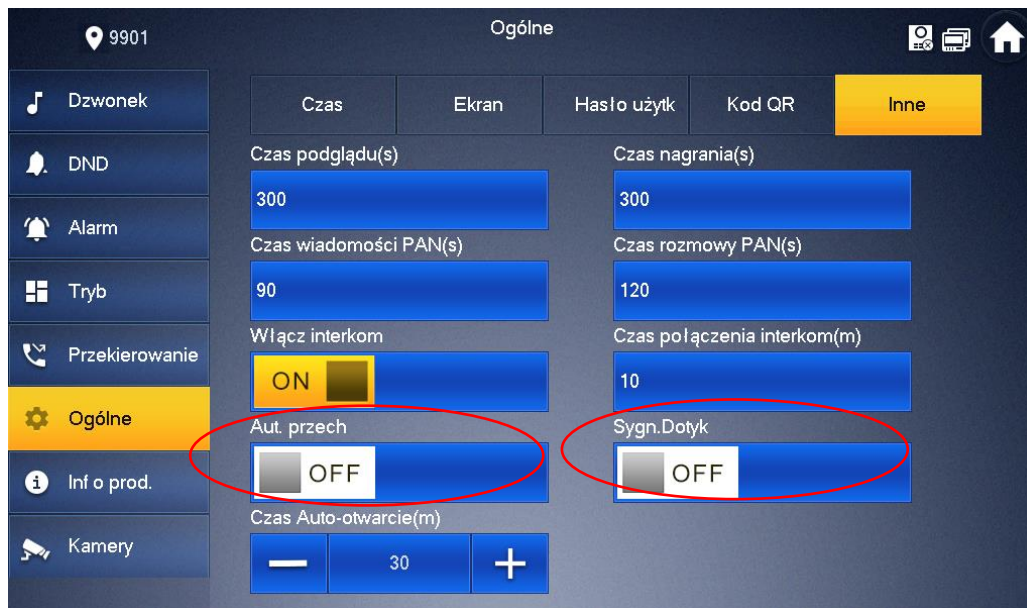 9901
Ogólne
Dzwonek
DND
Alarm
Tryb
Przekierowanie
Ogólne
Inf o prod.
Kamery
Czas
Ekran
Hasło użytk
Kod QR
Inne
Czas podglądu(s)
Czas nagrania(s)
300
300
Czas wiadomości PAN(s)
Czas rozmowy PAN(s)
90
120
Włącz interkom
Czas połączenia interkom(m)
ON
10
Aut. przech
Sygn.Dotyk
OFF
OFF
Czas Auto-otwarcie(m)
30